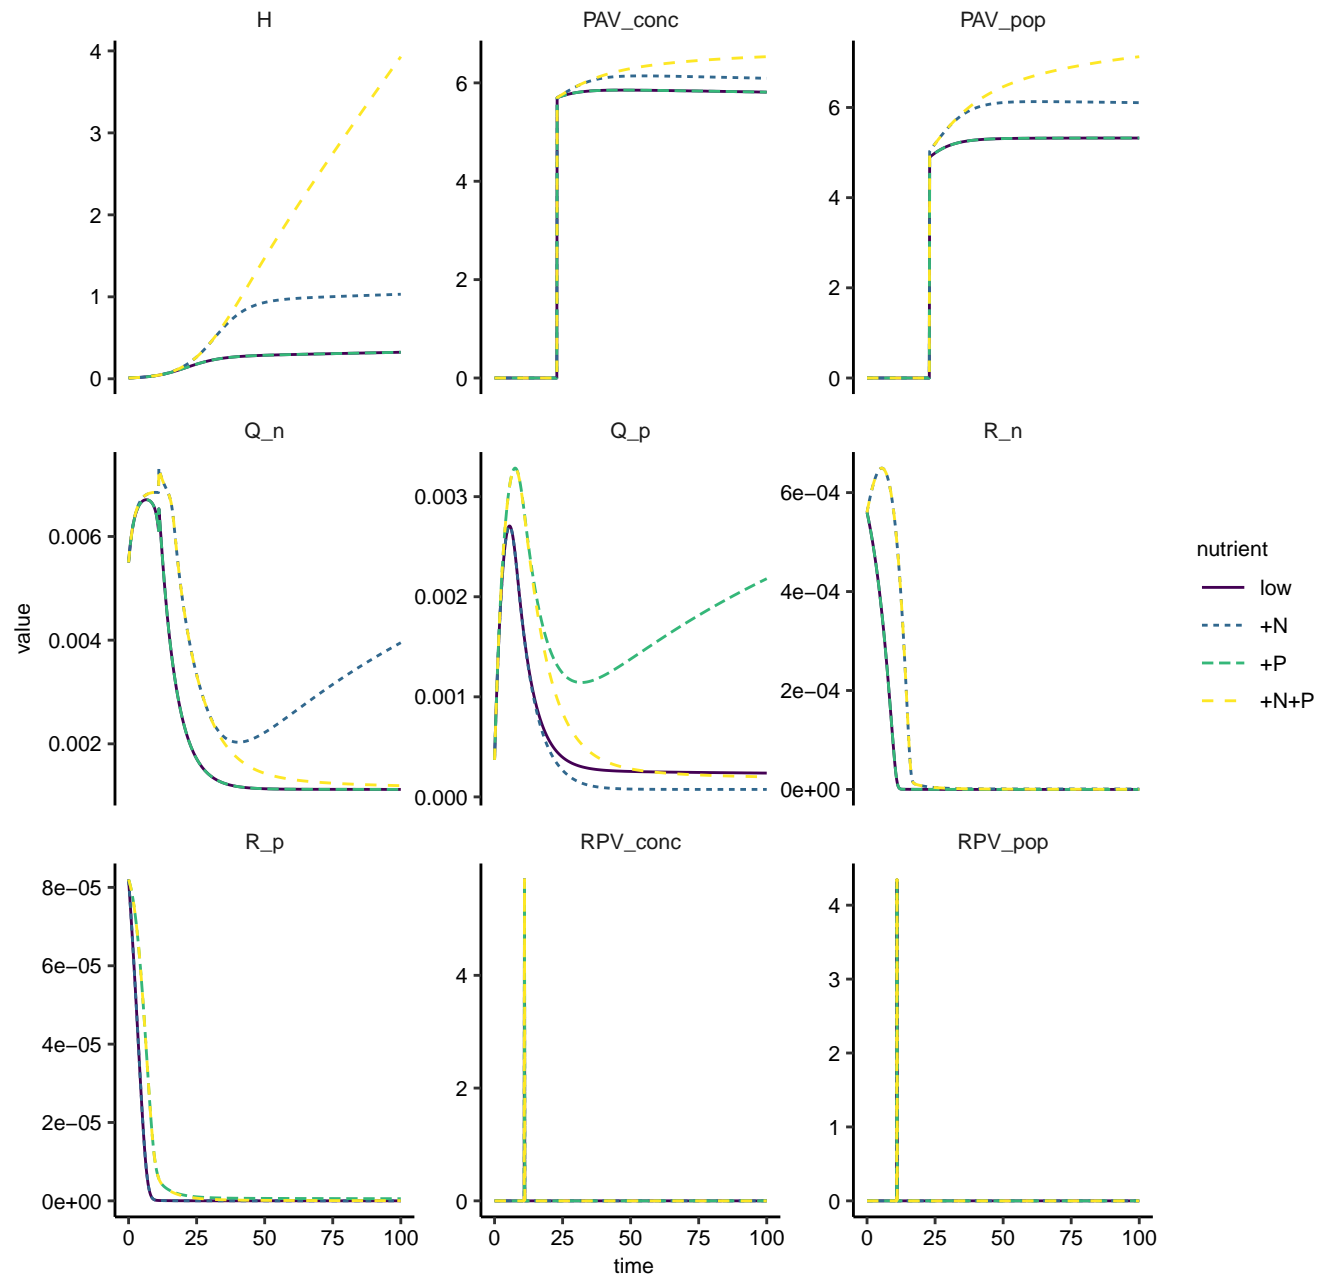 H
PAV_conc
PAV_pop
4
3
2
1
0
6
4
2
0
6
4
2
0
Q_n
Q_p
R_n
0.006
0.004
0.002
0.003
0.002
0.001
0.000
6e−04
4e−04
2e−04
0e+00
value
nutrient
low
+N
+P
+N+P
R_p
RPV_conc
RPV_pop
8e−05
6e−05
4e−05
2e−05
0e+00
4
2
0
4
3
2
1
0
0 25 50 75 100
0 25 50 75 100
0 25 50 75 100
time